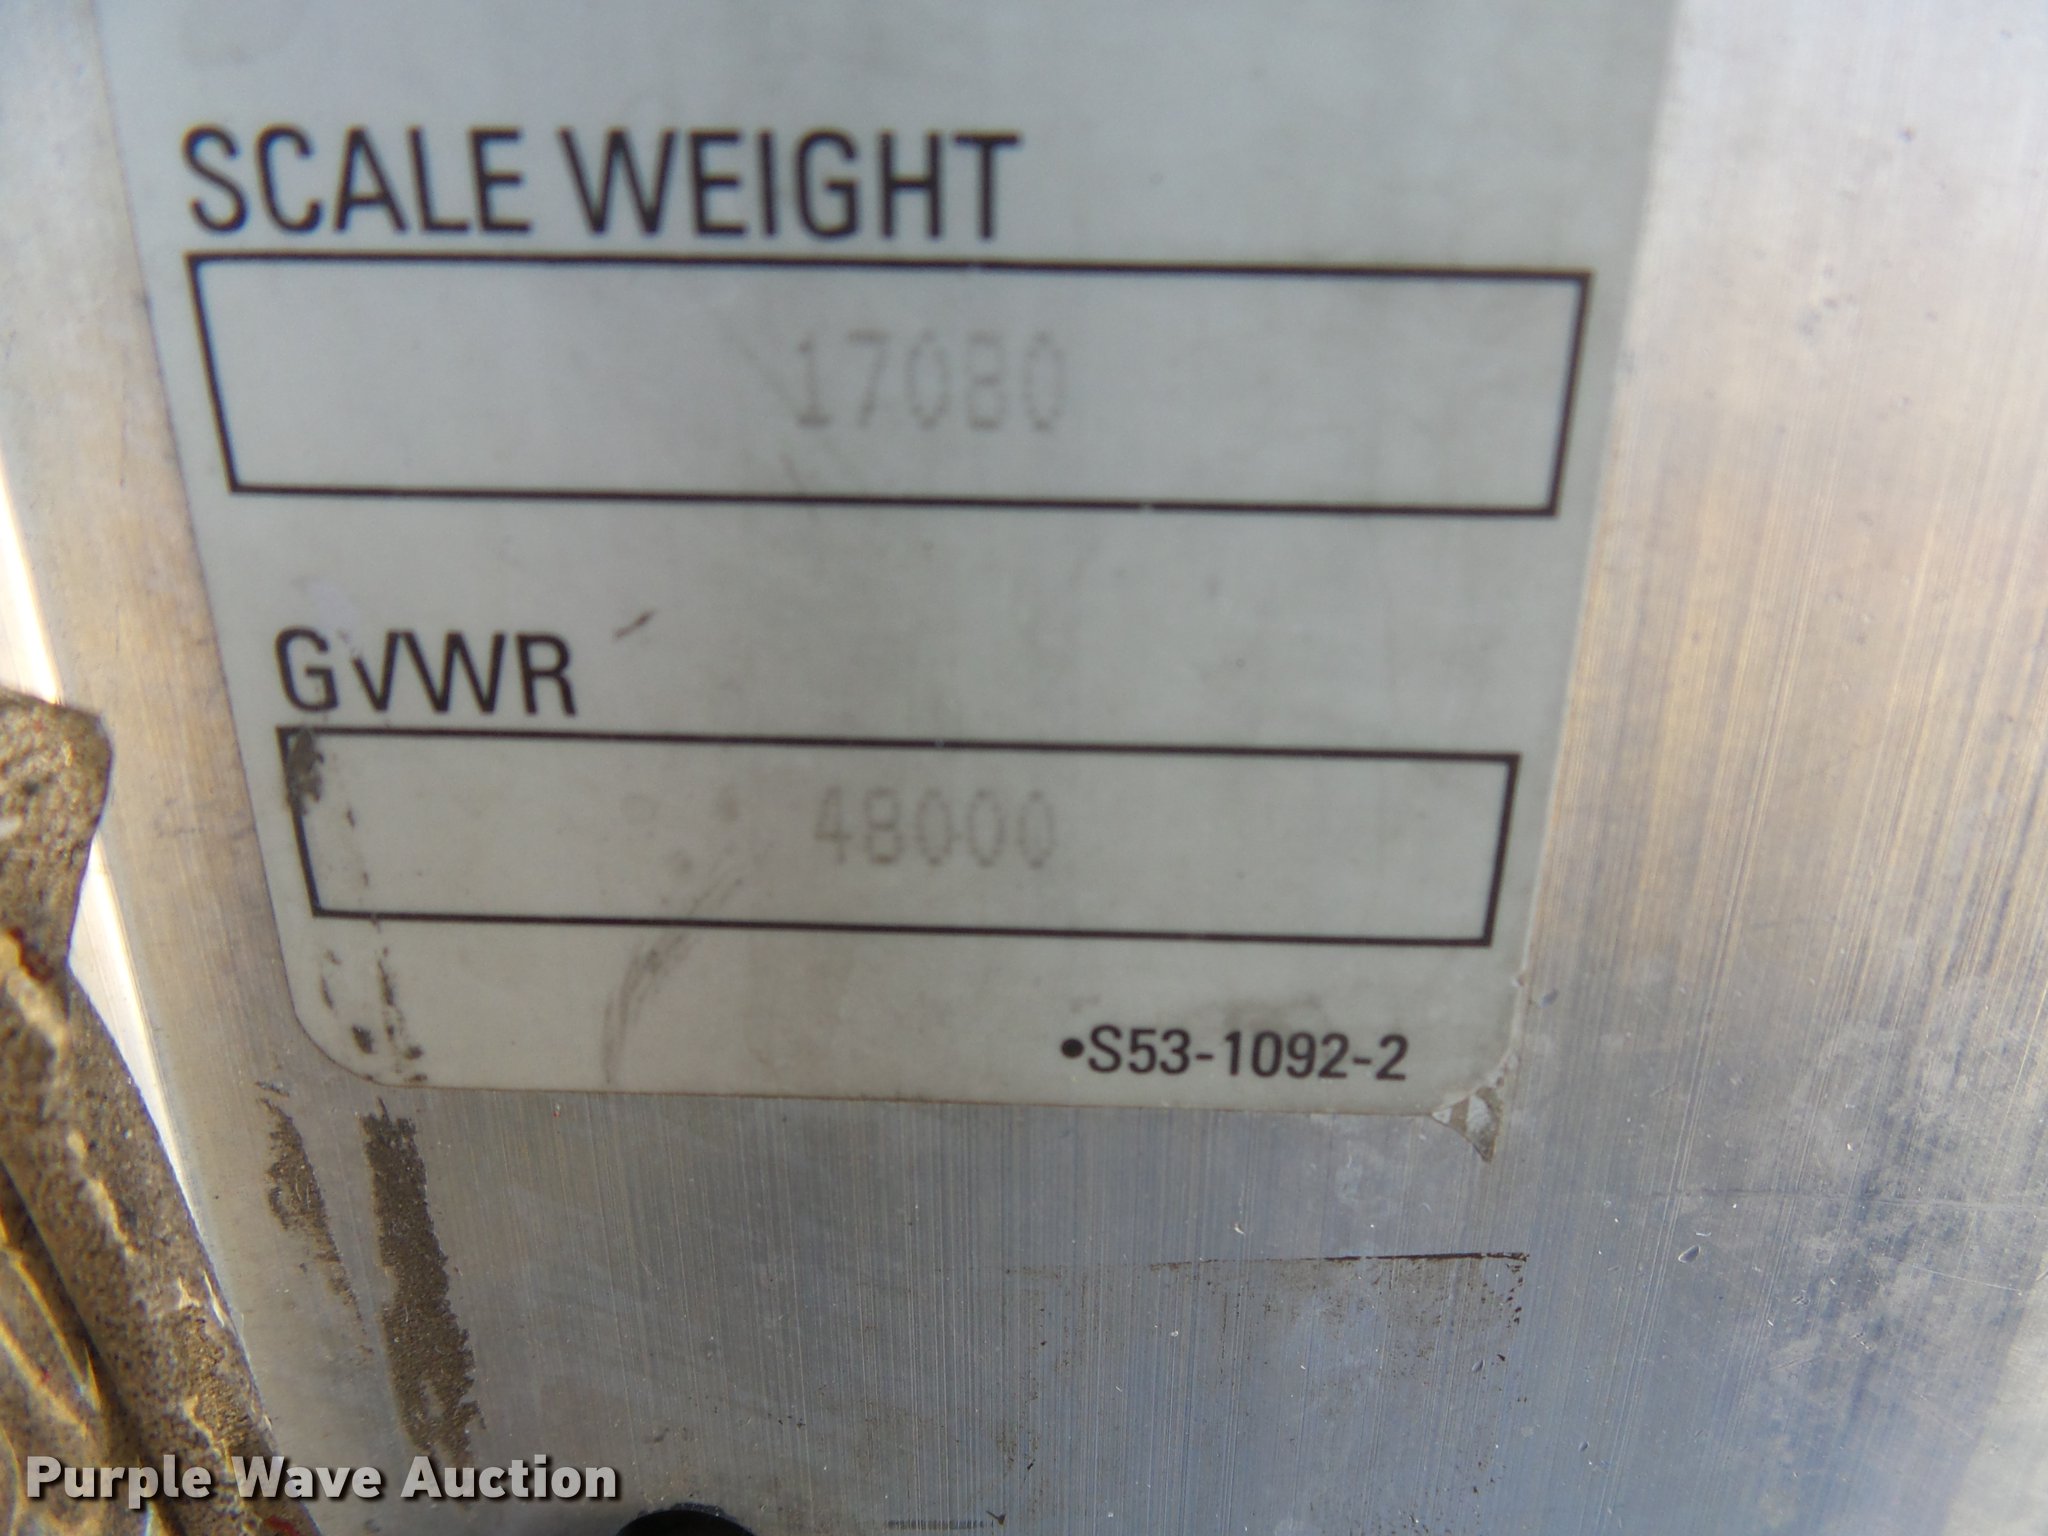 SCALE WEIGHT
17080
GVWR
48000
•S53-1092-2
Purple Wave Auction